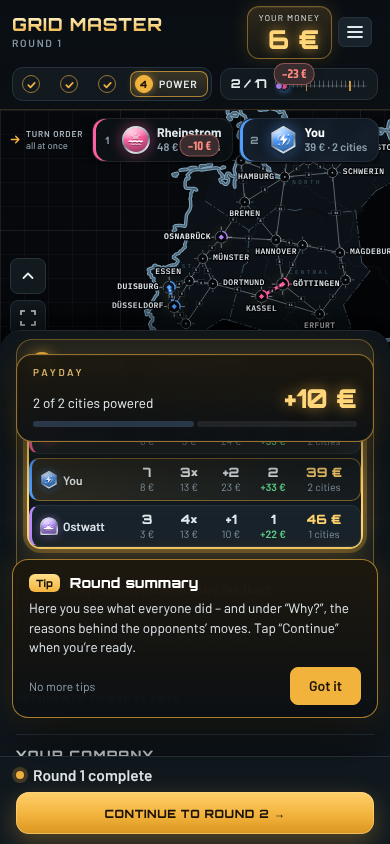 GRID MASTER
ROUND 1
YOUR MONEY
6 €
4 POWER
2 / 17
-23 €
TURN ORDER
all at once
1
Rheinstrom
48 €
-10 €
2
You
39 € · 2 cities
HAMBURG
SCHWERIN
NORTH
BREMEN
OSNABRÜCK
HANNOVER
MAGDEBUR
MÜNSTER
ESSEN
CENTRAL
DUISBURG
DORTMUND
GÖTTINGEN
DÜSSELDORF
KASSEL
ERFURT
PAYDAY
2 of 2 cities powered
+10 €
You
7 3x +2 2 39 €
8 € 13 € 23 € +33 € 2 cities
Ostwatt
3 4x +1 1 46 €
3 € 13 € 10 € +22 € 1 cities
Tip Round summary
Here you see what everyone did – and under “Why?”, the
reasons behind the opponents’ moves. Tap “Continue”
when you’re ready.
No more tips
Got it
YOUR COMPANY
Round 1 complete
CONTINUE TO ROUND 2 →